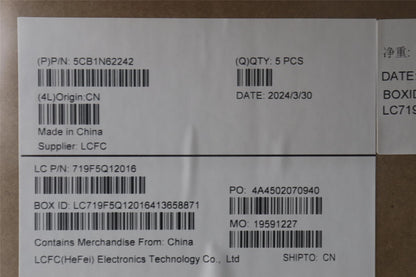 (P)P/N: 5CB1N62242
(Q)QTY: 5 PCS
(4L)Origin:CN
DATE: 2024/3/30
Made in China
Supplier: LCFC
LC P/N: 719F5Q12016
PO: 4A4502070940
BOX ID: LC719F5Q12016413658871
MO: 19591227
Contains Merchandise From: China
LCFC(HeFei) Electronics Technology Co., Ltd
SHIPTO: CN
净重:
DATE:
BOXID
LC719